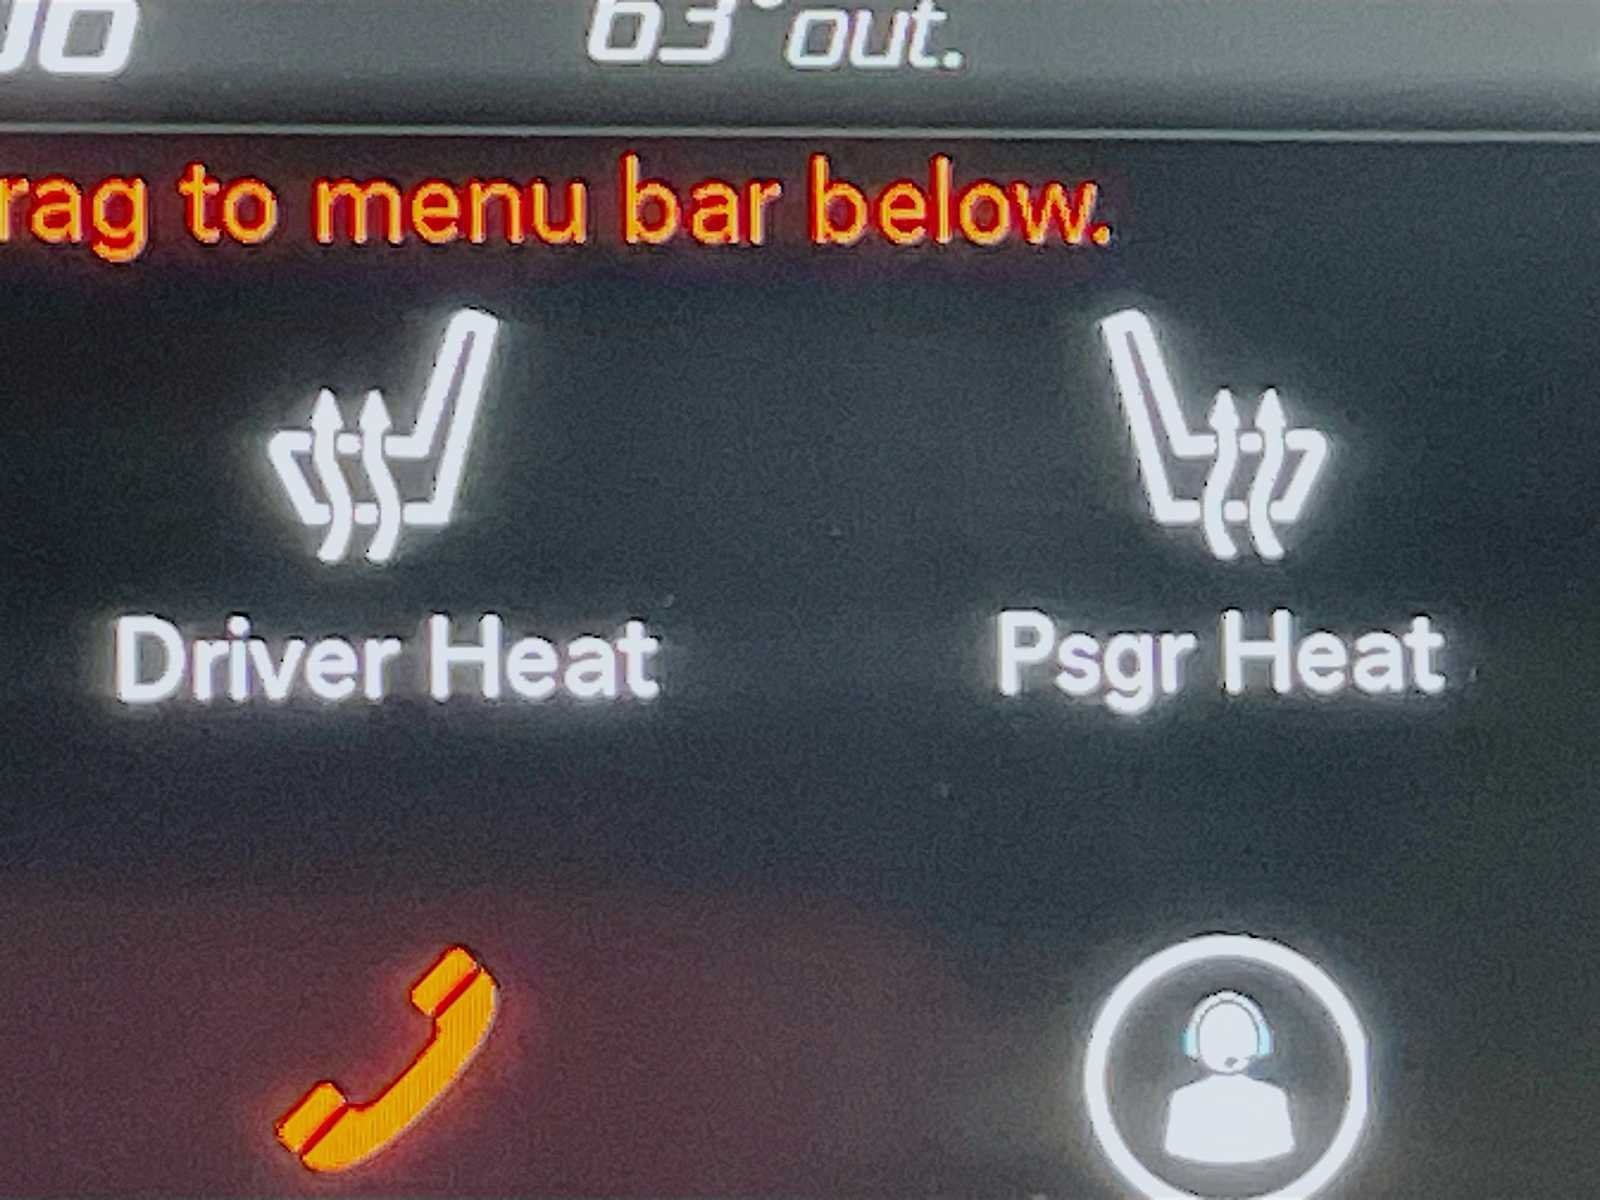 63° out.
rag to menu bar below.
Driver Heat
Psgr Heat